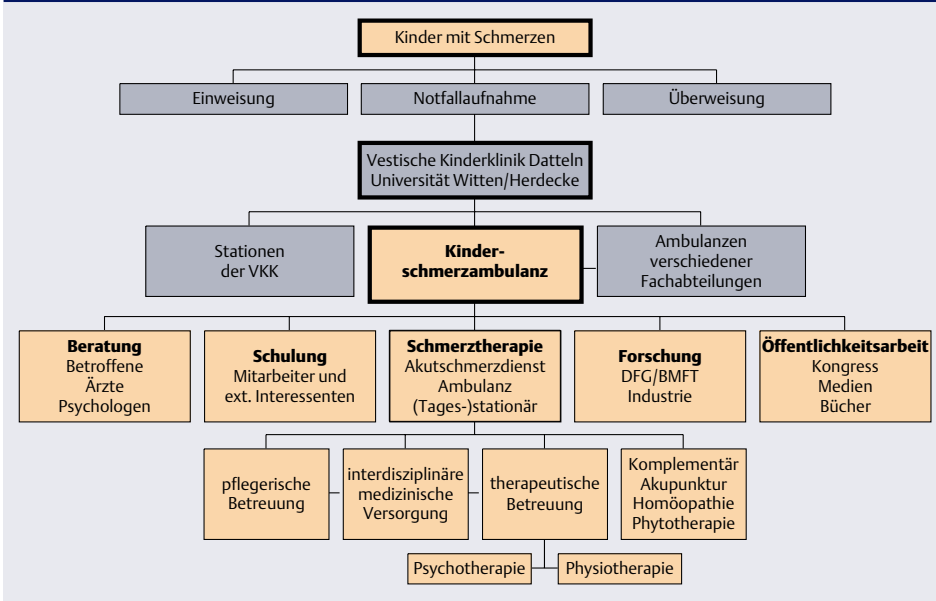 Kinder mit Schmerzen
Einweisung
Notfallaufnahme
Überweisung
Vestische Kinderklinik Datteln
Universität Witten/Herdecke
Stationen
der VKK
Kinder-
schmerzambulanz
Ambulanzen
verschiedener
Fachabteilungen
Beratung
Betroffene
Ärzte
Psychologen
Schulung
Mitarbeiter und
ext. Interessenten
Schmerztherapie
Akutschmerzdienst
Ambulanz
(Tages-)stationär
Forschung
DFG/BMFT
Industrie
Öffentlichkeitsarbeit
Kongress
Medien
Bücher
pflegerische
Betreuung
interdisziplinäre
medizinische
Versorgung
therapeutische
Betreuung
Komplementär
Akupunktur
Homöopathie
Phytotherapie
Psychotherapie
Physiotherapie